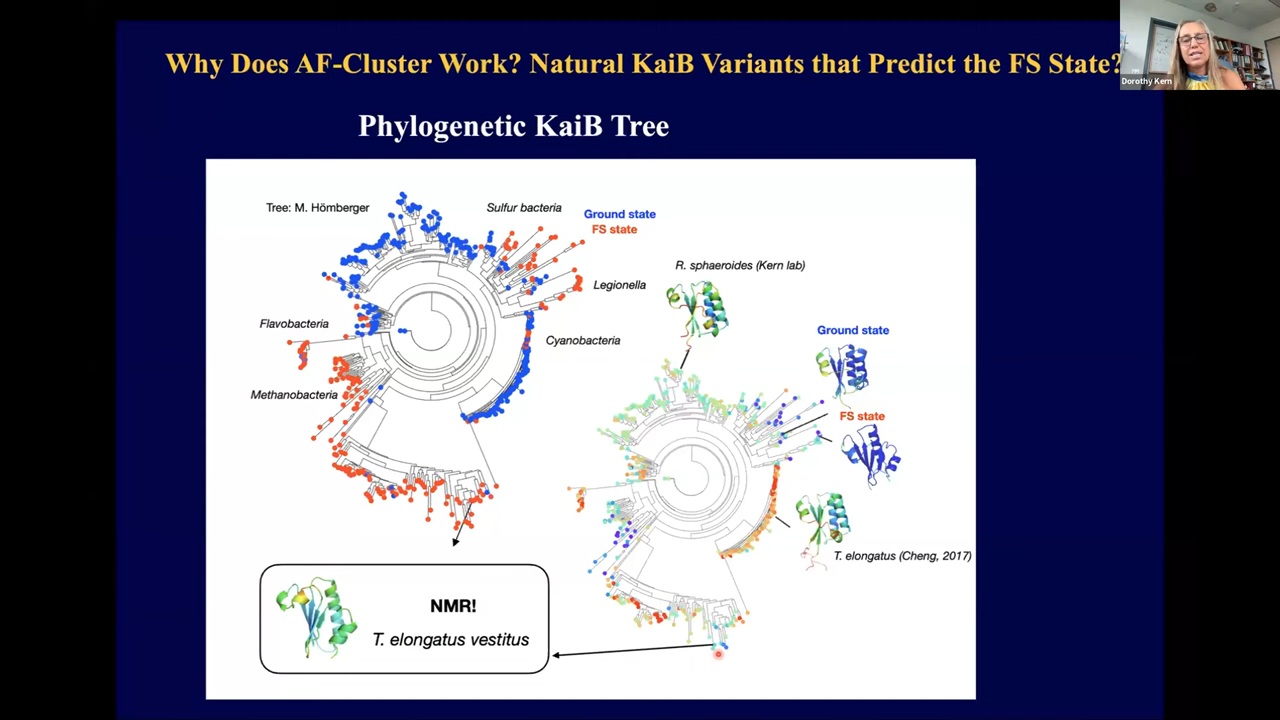 Why Does AF-Cluster Work? Natural KaiB Variants that Predict the FS State?
Dorothy Kern
Phylogenetic KaiB Tree
Tree: M. Hömberger
Sulfur bacteria
Ground state
FS state
Legionella
Flavobacteria
Cyanobacteria
Methanobacteria
R. sphaeroides (Kern lab)
Ground state
FS state
T. elongatus (Cheng, 2017)
NMR!
T. elongatus vestitus